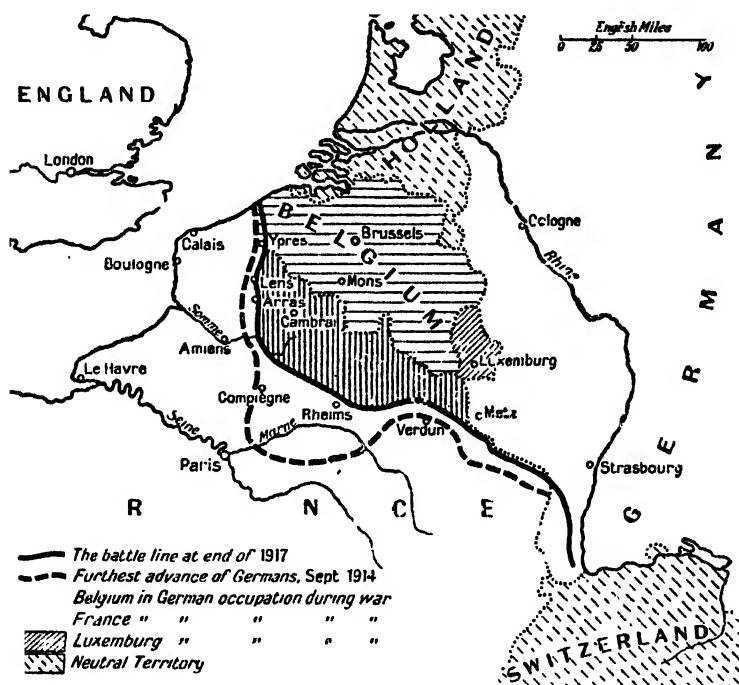 English Miles
0 25 50 100
ENGLAND
HOLLAND
GERMANY
London
BELGIUM
Brussels
Cologne
Calais
Ypres
Rhine
Boulogne
Mons
Lens
Arras
Somme
Cambrai
Amiens
Luxemburg
Le Havre
Compiegne
Rheims
Metz
Seine
Marne
Verdun
Paris
Strasbourg
R N C E
The battle line at end of 1917
Furthest advance of Germans, Sept 1914
Belgium in German occupation during war
France " " " " "
Luxemburg " " " "
Neutral Territory
SWITZERLAND